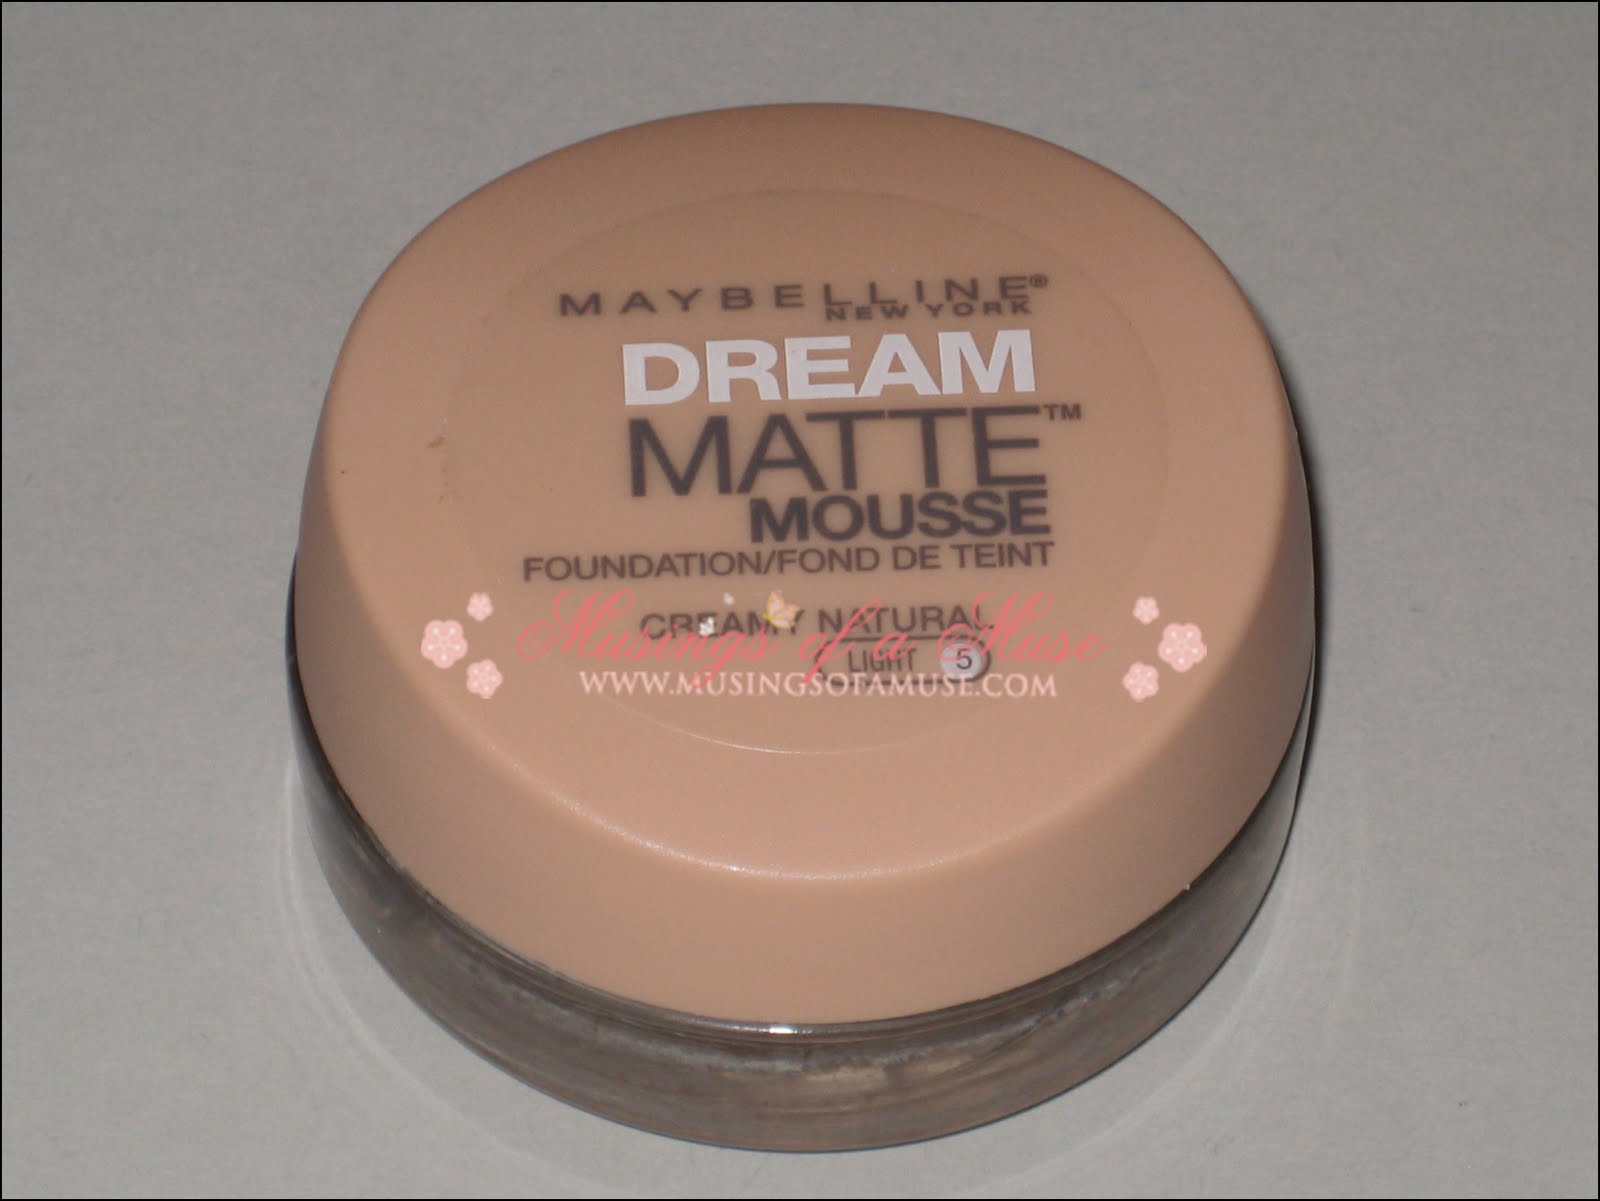 MAYBELLINE®
NEW YORK
DREAM
MATTE™
MOUSSE
FOUNDATION/FOND DE TEINT
CREAMY NATURAL
Musings of a Muse
LIGHT 5
WWW.MUSINGSOFAMUSE.COM